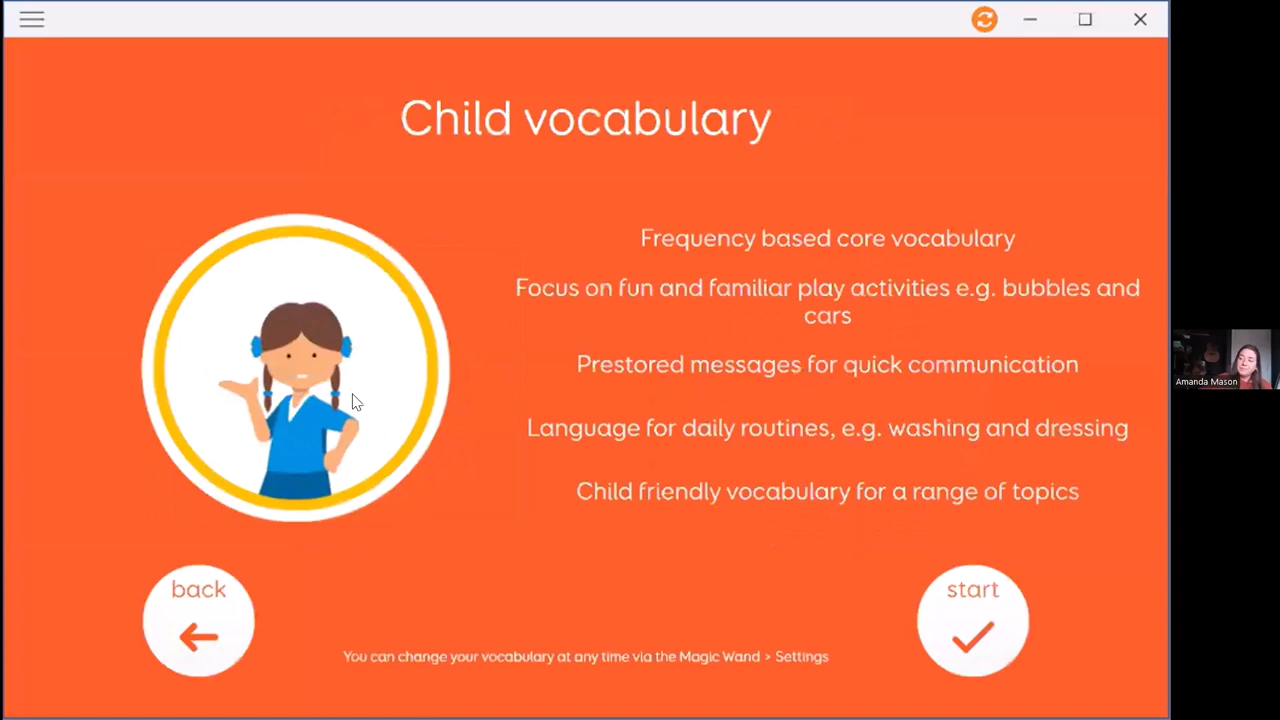 Child vocabulary
Frequency based core vocabulary
Focus on fun and familiar play activities e.g. bubbles and
cars
Prestored messages for quick communication
Language for daily routines, e.g. washing and dressing
Child friendly vocabulary for a range of topics
back
start
You can change your vocabulary at any time via the Magic Wand > Settings
Amanda Mason